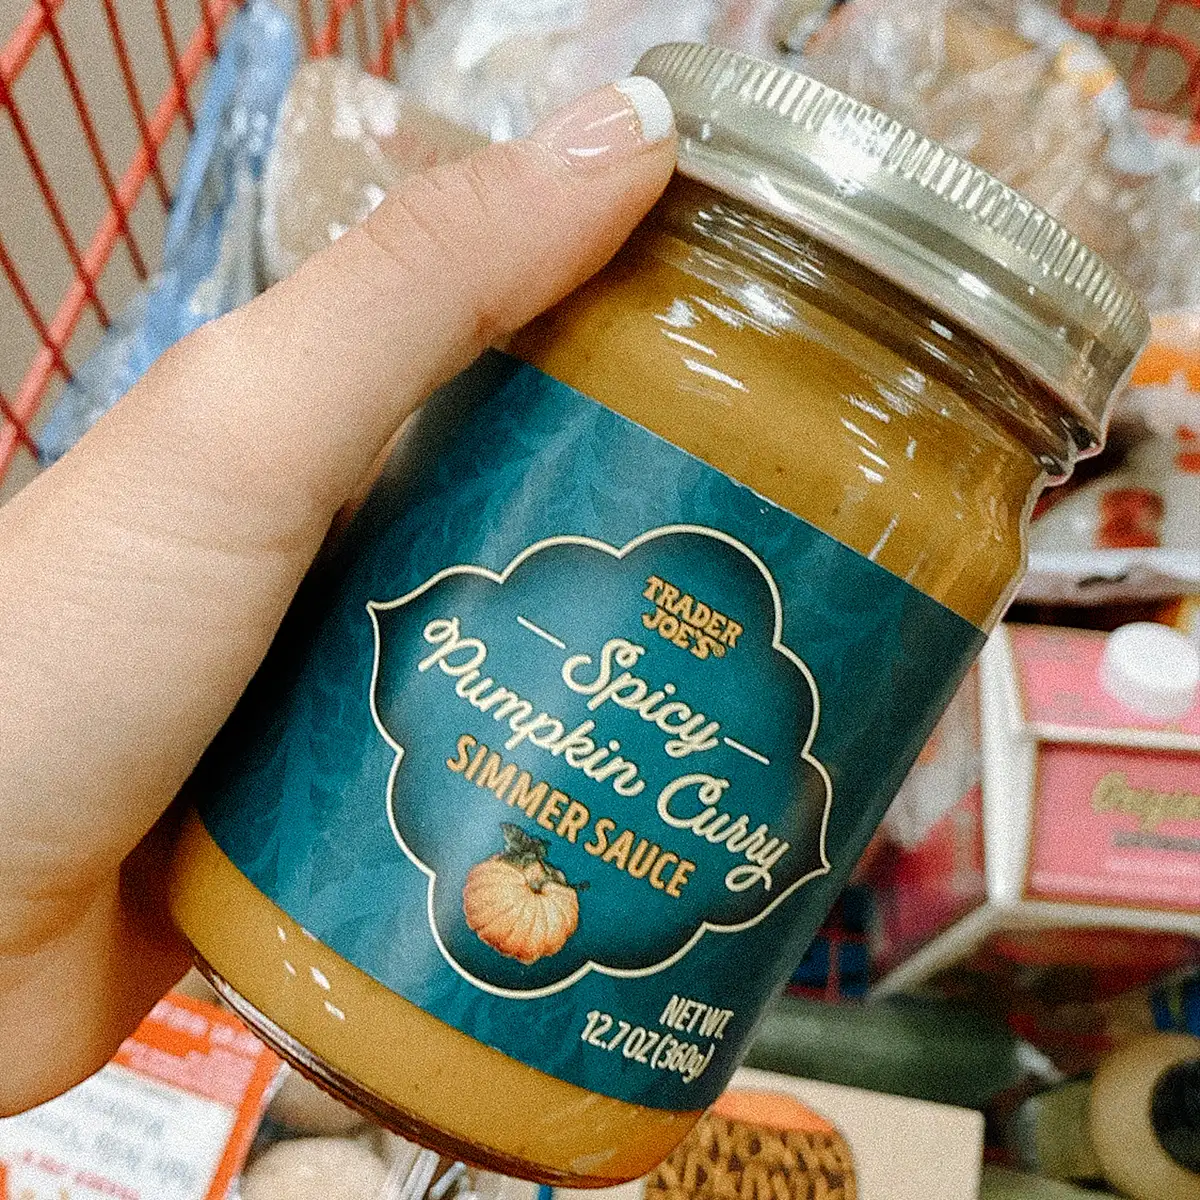 TRADER
JOE'S®
Spicy
Pumpkin Curry
SIMMER SAUCE
NET WT.
12.7 OZ (360g)